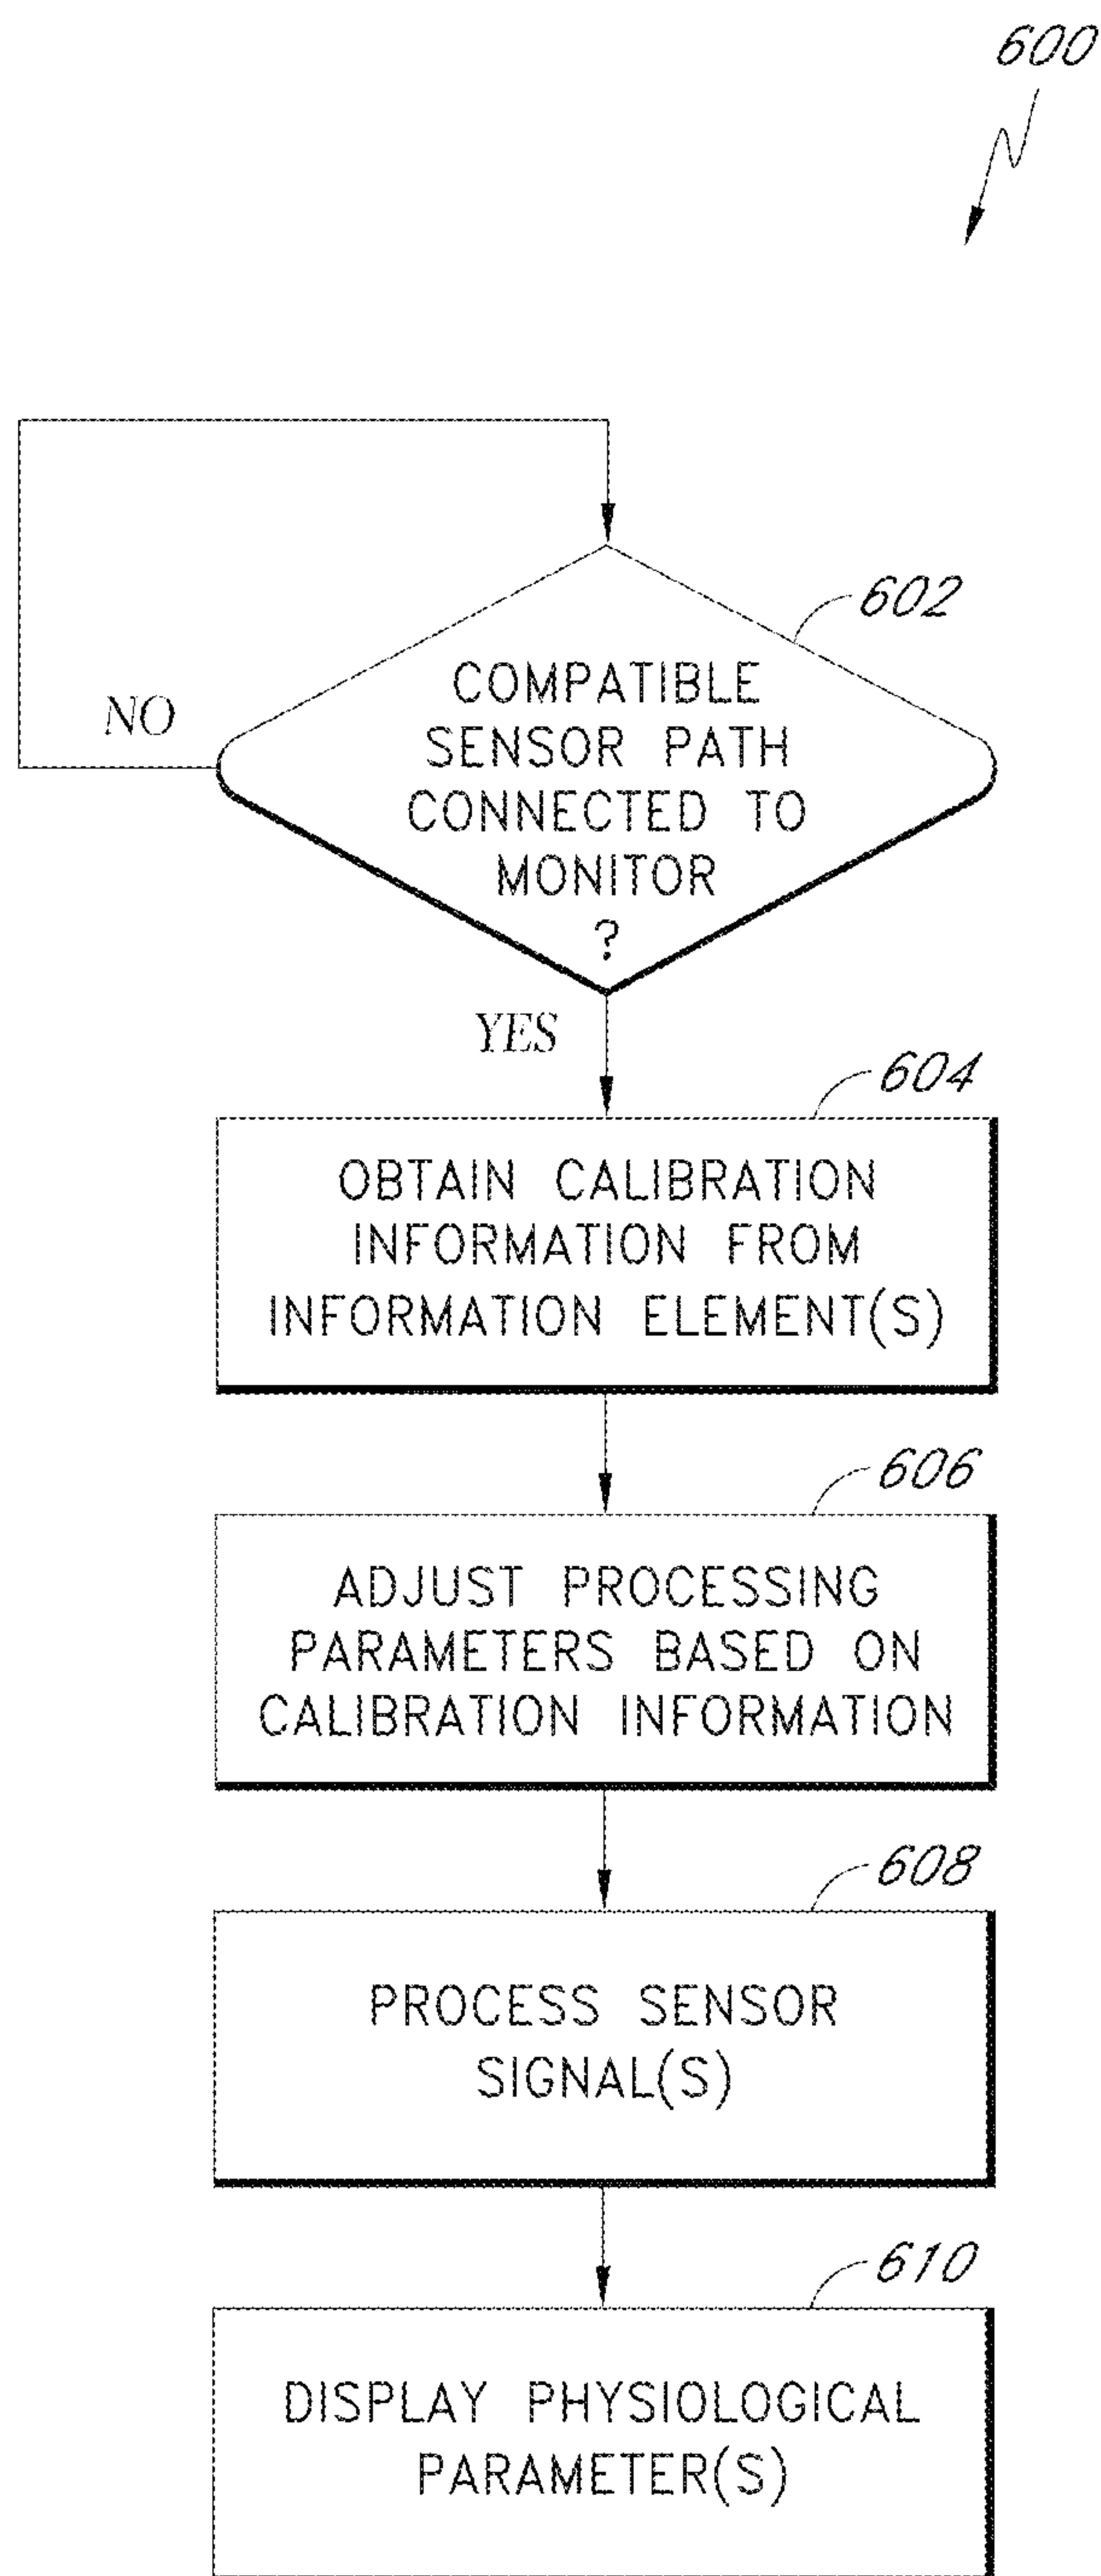 600
602
COMPATIBLE
SENSOR PATH
CONNECTED TO
MONITOR
?
NO
YES
604
OBTAIN CALIBRATION
INFORMATION FROM
INFORMATION ELEMENT(S)
606
ADJUST PROCESSING
PARAMETERS BASED ON
CALIBRATION INFORMATION
608
PROCESS SENSOR
SIGNAL(S)
610
DISPLAY PHYSIOLOGICAL
PARAMETER(S)